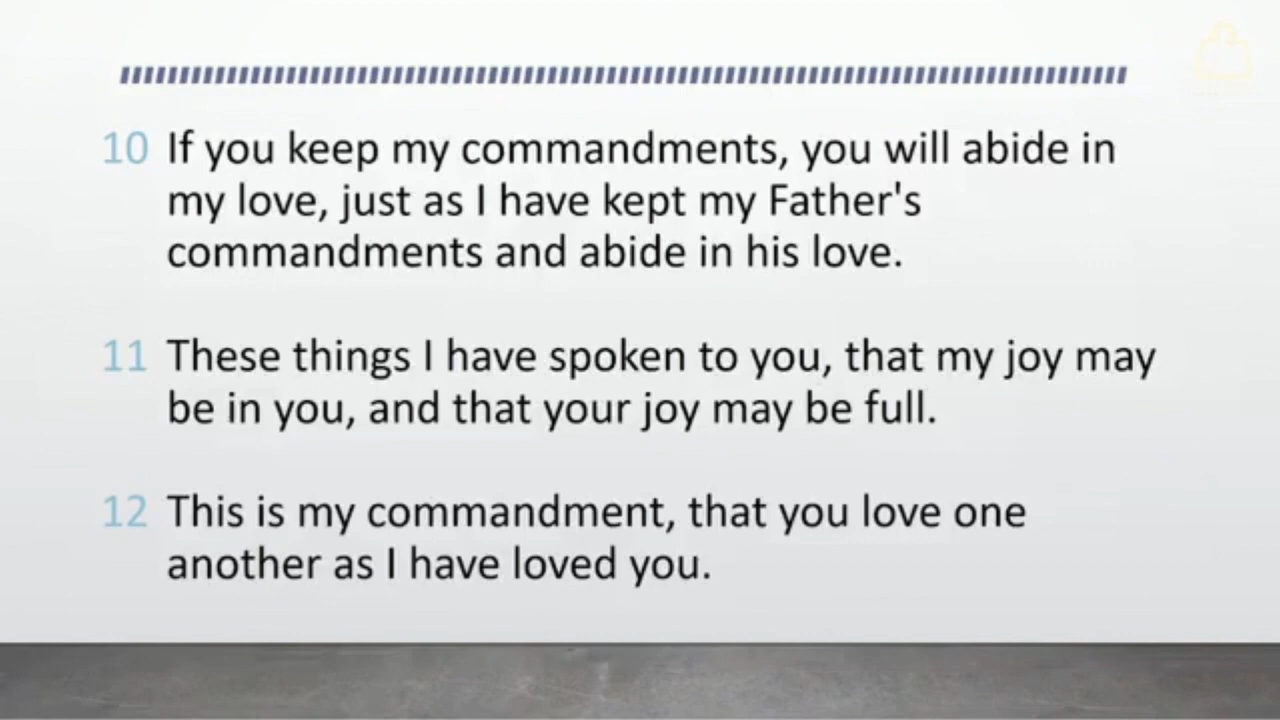 10 If you keep my commandments, you will abide in
my love, just as I have kept my Father's
commandments and abide in his love.
11 These things I have spoken to you, that my joy may
be in you, and that your joy may be full.
12 This is my commandment, that you love one
another as I have loved you.